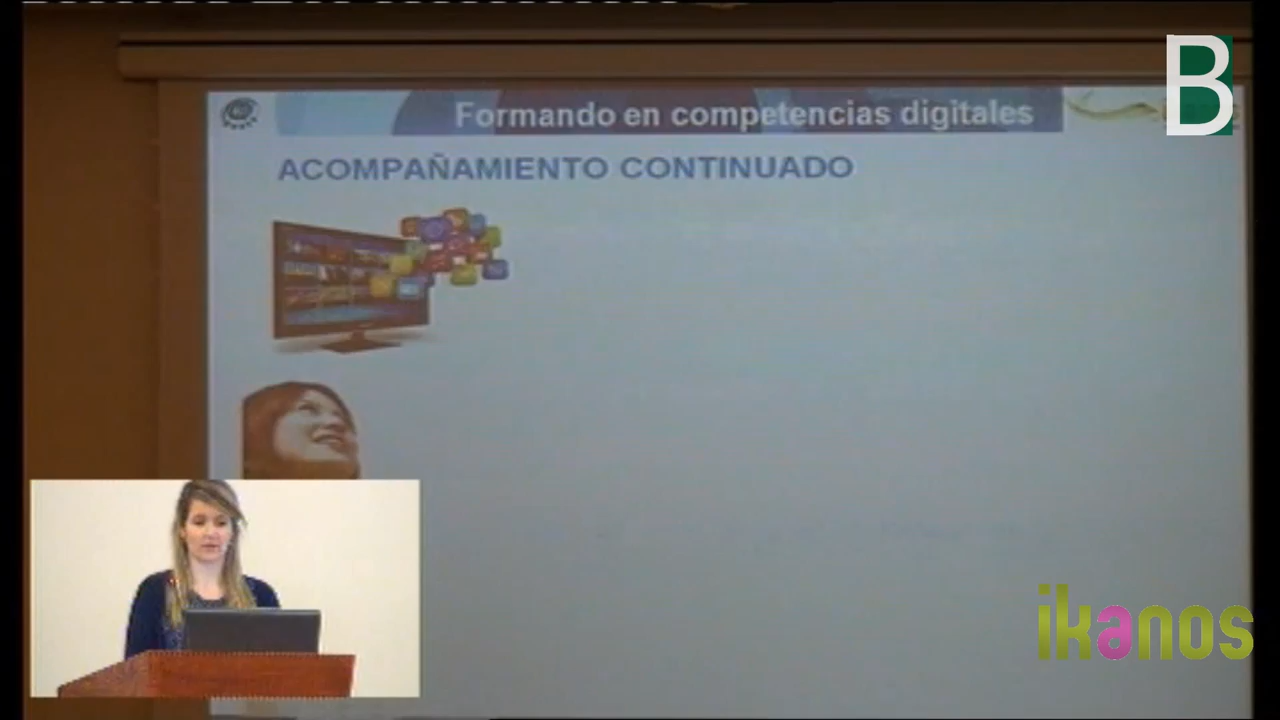 B
Formando en competencias digitales
ACOMPAÑAMIENTO CONTINUADO
ikanos